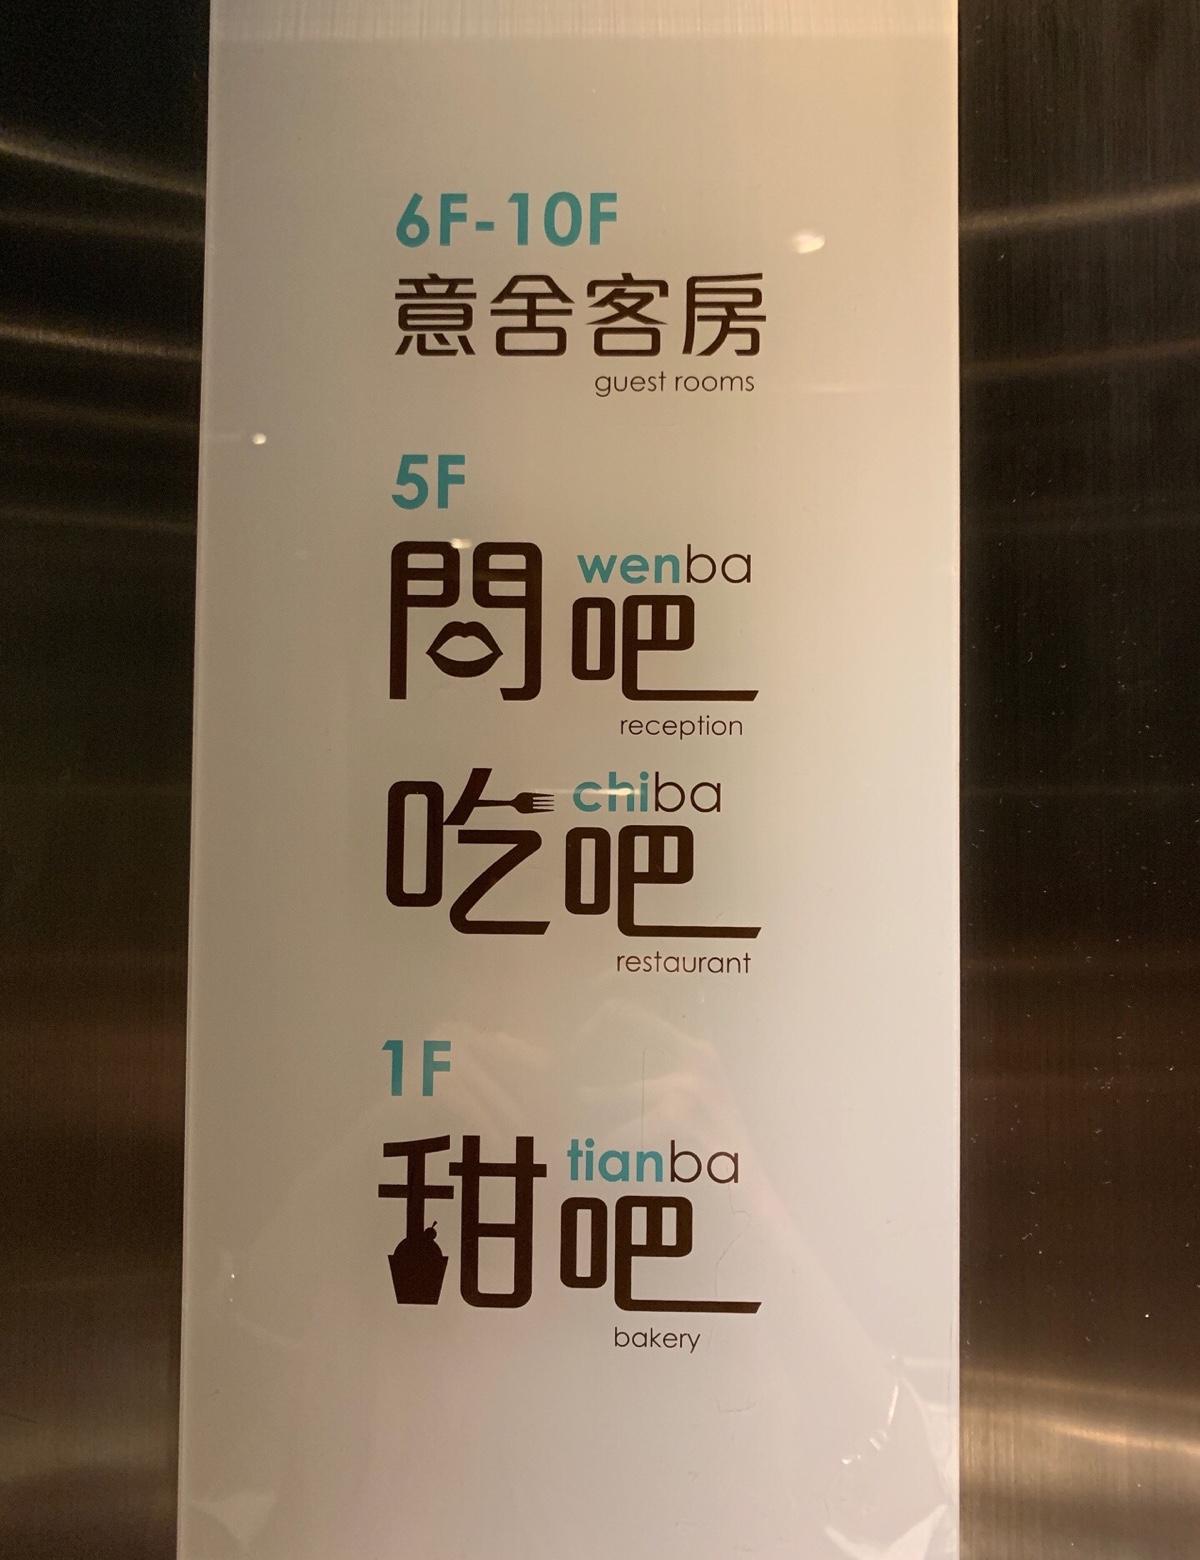 6F-10F
意舍客房
guest rooms
5F
wenba
問吧
reception
chiba
吃吧
restaurant
1F
tianba
甜吧
bakery